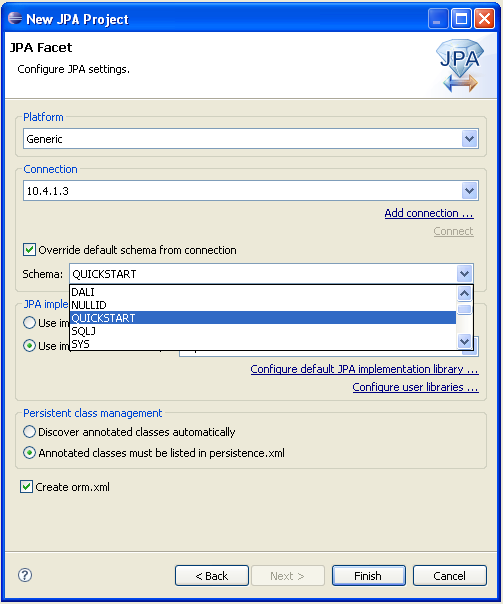 New JPA Project
JPA Facet
Configure JPA settings.
JPA
Platform
Generic
Connection
10.4.1.3
Add connection ...
Connect
Override default schema from connection
Schema: QUICKSTART
DALI
NULLID
QUICKSTART
SQLJ
SYS
JPA imple
Use im
Use im
Configure default JPA implementation library ...
Configure user libraries ...
Persistent class management
Discover annotated classes automatically
Annotated classes must be listed in persistence.xml
Create orm.xml
? < Back Next > Finish Cancel